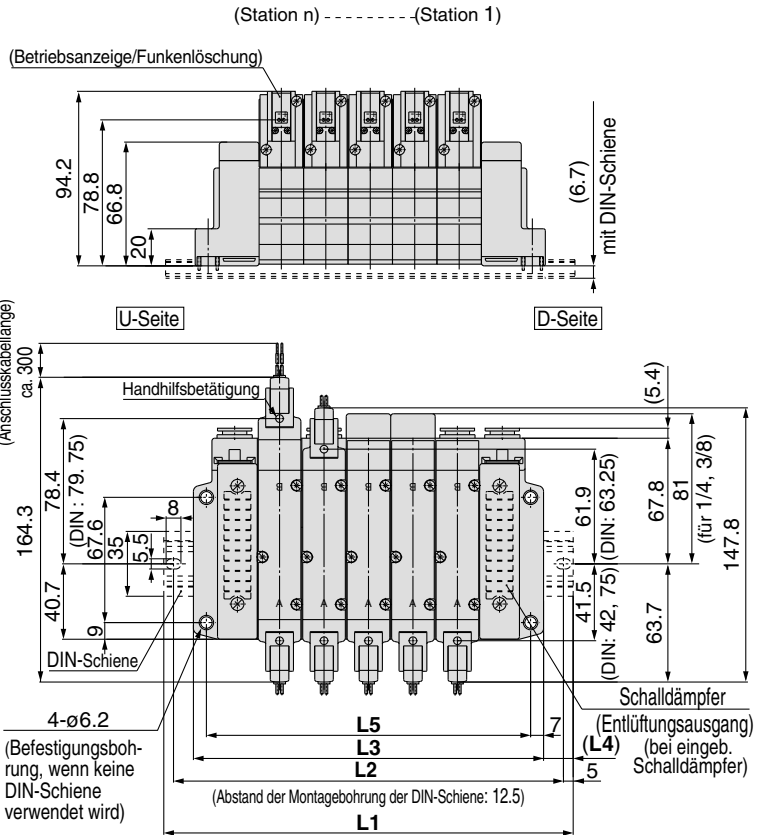 (Station n) - - - - - - - - (Station 1)
(Betriebsanzeige/Funkenlöschung)
94.2
78.8
66.8
20
(6.7)
mit DIN-Schiene
U-Seite
D-Seite
(Anschlusskabellänge)
ca. 300
Handhilfsbetätigung
(5.4)
164.3
78.4
(DIN : 79. 75)
67.6
8
35
5.5
40.7
9
61.9
(DIN: 63.25)
67.8
81
(für 1/4, 3/8)
147.8
41.5
(DIN: 42, 75)
63.7
B B B B B
A A A A A
DIN-Schiene
Schalldämpfer
(Entlüftungsausgang)
(bei eingeb.
Schalldämpfer)
4-ø6.2
(Befestigungsboh-
rung, wenn keine
DIN-Schiene
verwendet wird)
L5
7
L3
(L4)
L2
5
(Abstand der Montagebohrung der DIN-Schiene: 12.5)
L1